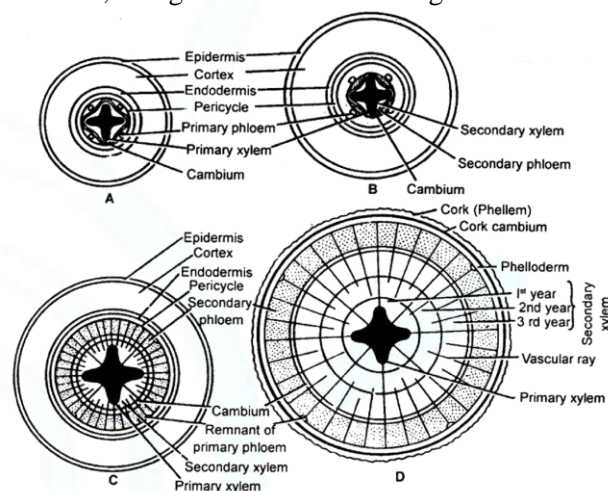 Epidermis
Cortex
Endodermis
Pericycle
Primary phloem
Primary xylem
Cambium
A
Secondary xylem
Secondary phloem
Cambium
B
Epidermis
Cortex
Endodermis
Pericycle
Secondary
phloem
Cambium
Remnant of
primary phloem
Secondary xylem
Primary xylem
C
Cork (Phellem)
Cork cambium
Phelloderm
1st year
2nd year
3 rd year
Secondary
xylem
Vascular ray
Primary xylem
D